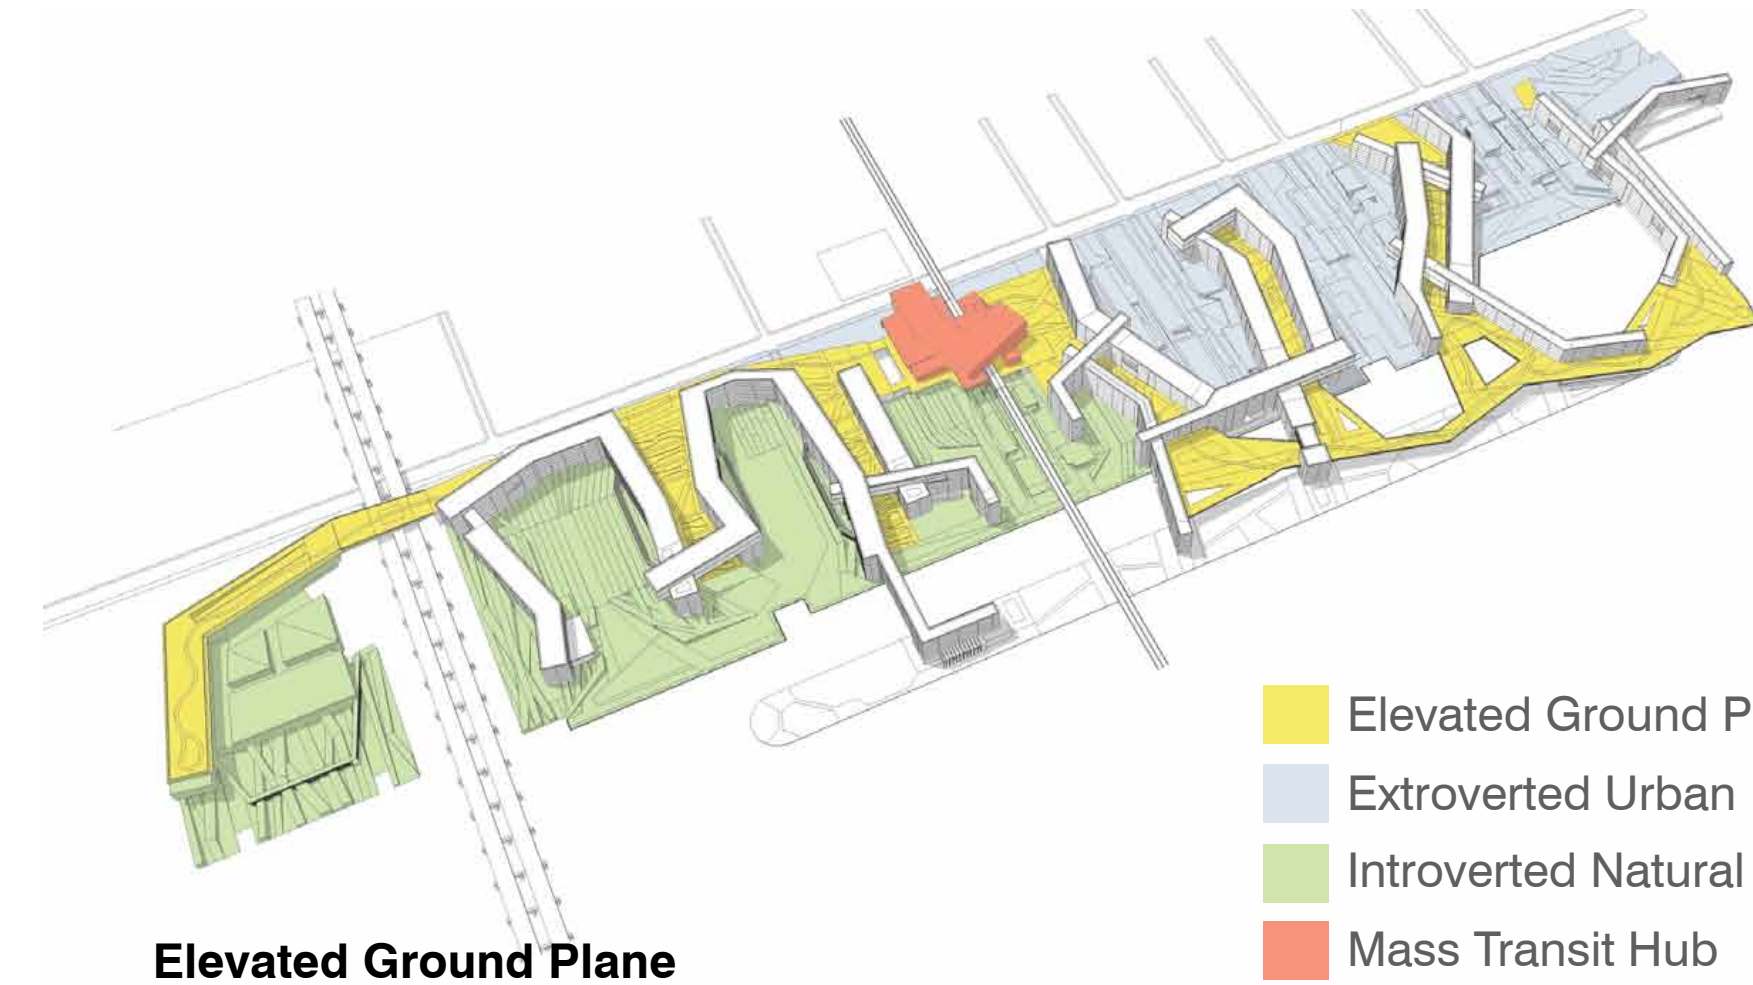 Elevated Ground P
Extroverted Urban
Introverted Natural
Mass Transit Hub
Elevated Ground Plane